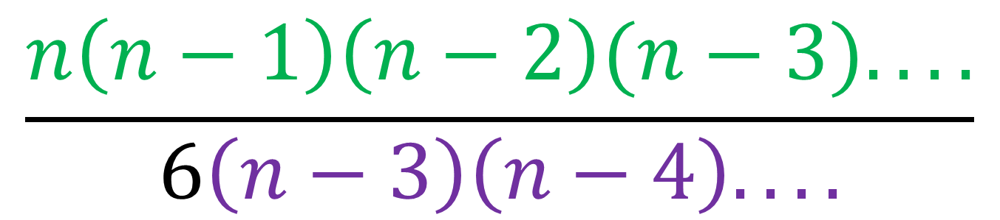 n(n − 1)(n − 2)(n − 3)....
6(n − 3)(n − 4)....